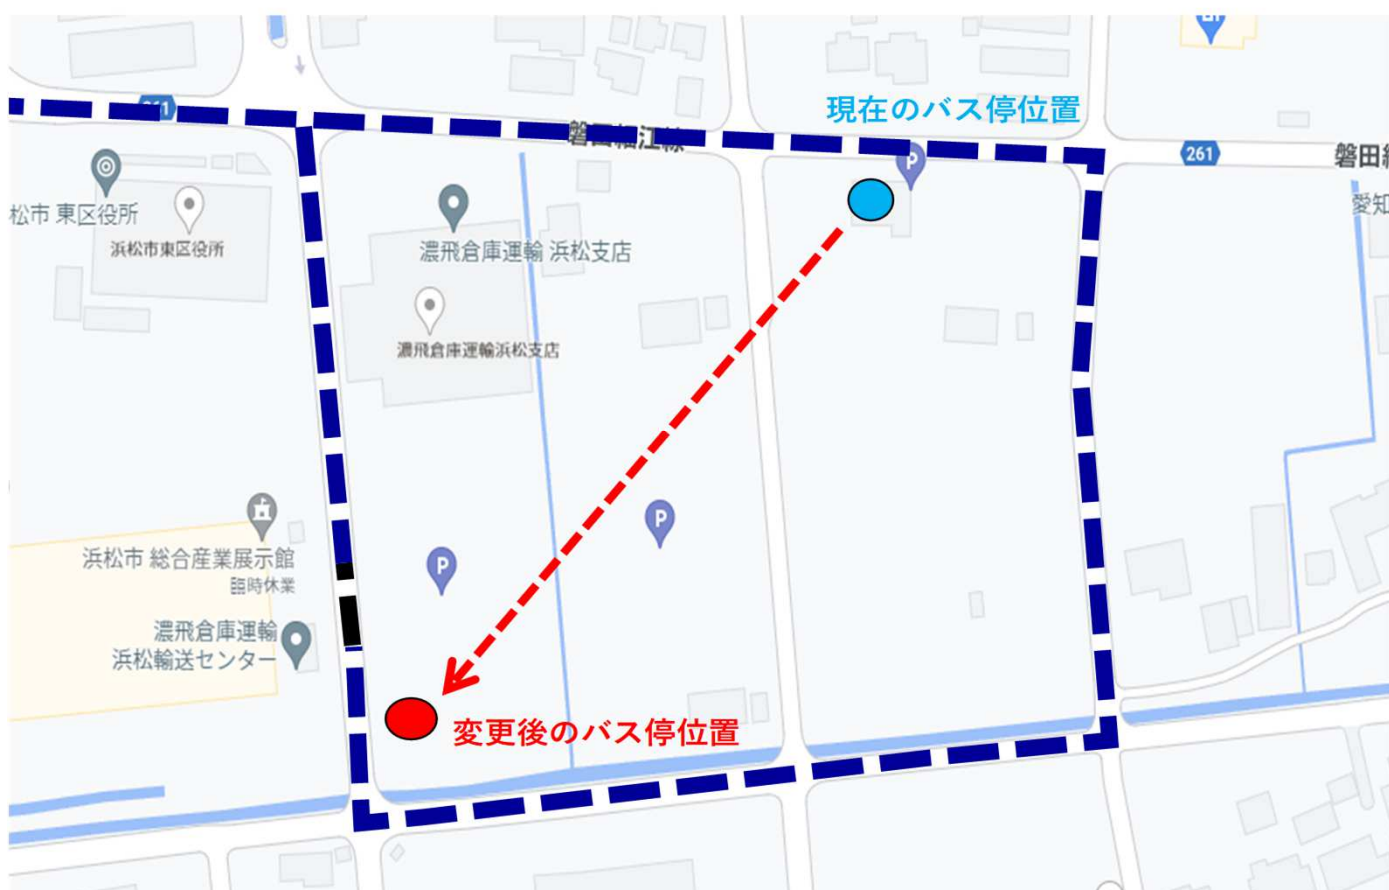 現在のバス停位置
261
磐田細江線
261
磐田
愛知
松市 東区役所
浜松市東区役所
濃飛倉庫運輸 浜松支店
濃飛倉庫運輸浜松支店
P
P
P
浜松市 総合産業展示館
臨時休業
濃飛倉庫運輸
浜松輸送センター
変更後のバス停位置